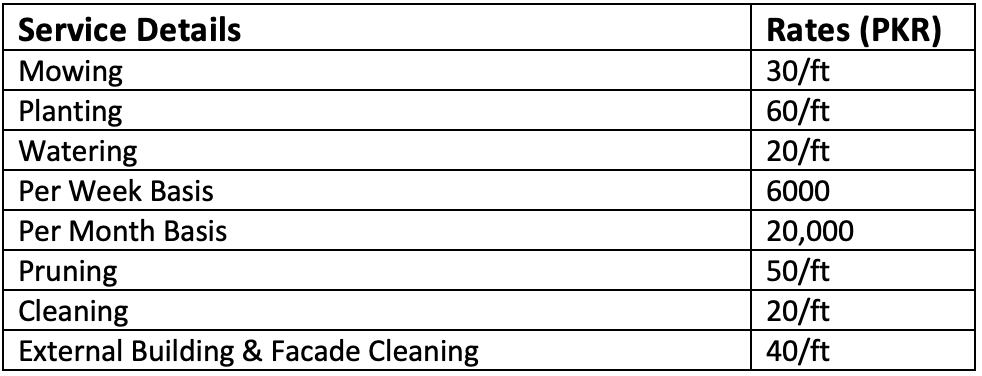 Service Details Rates (PKR)
Mowing 30/ft
Planting 60/ft
Watering 20/ft
Per Week Basis 6000
Per Month Basis 20,000
Pruning 50/ft
Cleaning 20/ft
External Building & Facade Cleaning 40/ft